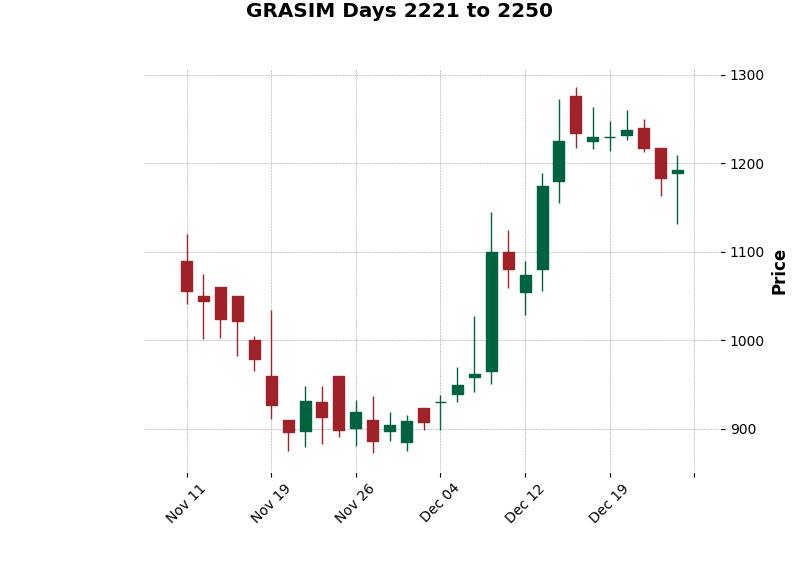 GRASIM Days 2221 to 2250
1300
1200
1100
1000
900
Price
Nov 11
Nov 19
Nov 26
Dec 04
Dec 12
Dec 19